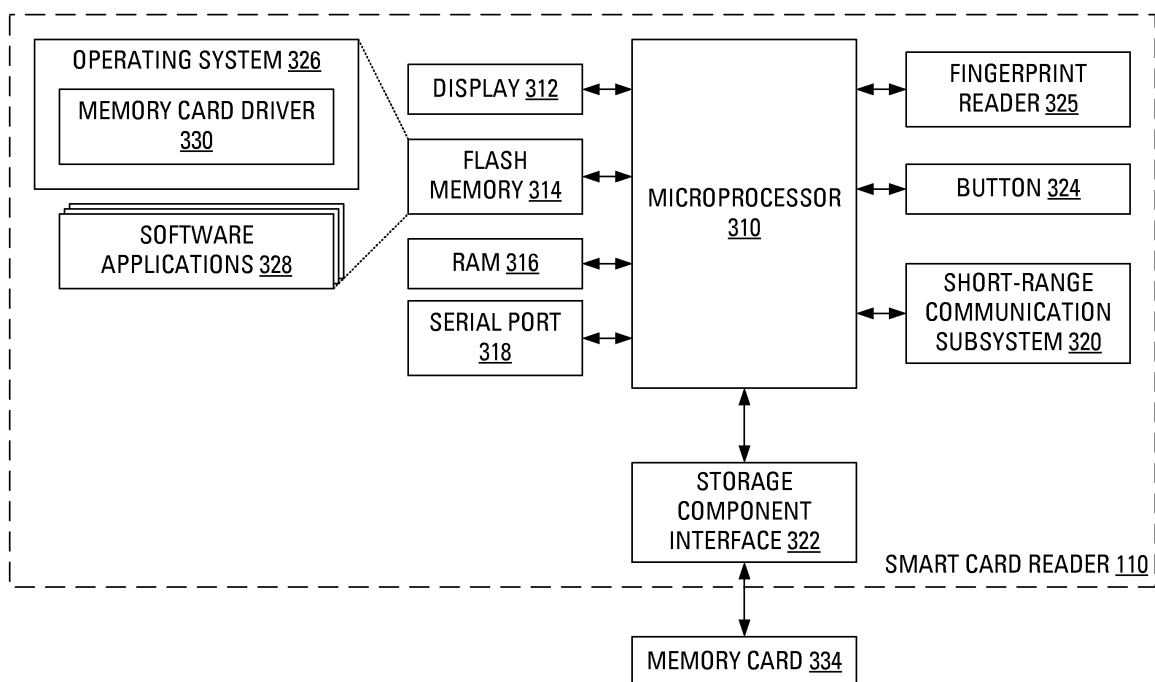 OPERATING SYSTEM 326
MEMORY CARD DRIVER
330
SOFTWARE
APPLICATIONS 328
DISPLAY 312
FLASH
MEMORY 314
RAM 316
SERIAL PORT
318
MICROPROCESSOR
310
FINGERPRINT
READER 325
BUTTON 324
SHORT-RANGE
COMMUNICATION
SUBSYSTEM 320
STORAGE
COMPONENT
INTERFACE 322
SMART CARD READER 110
MEMORY CARD 334